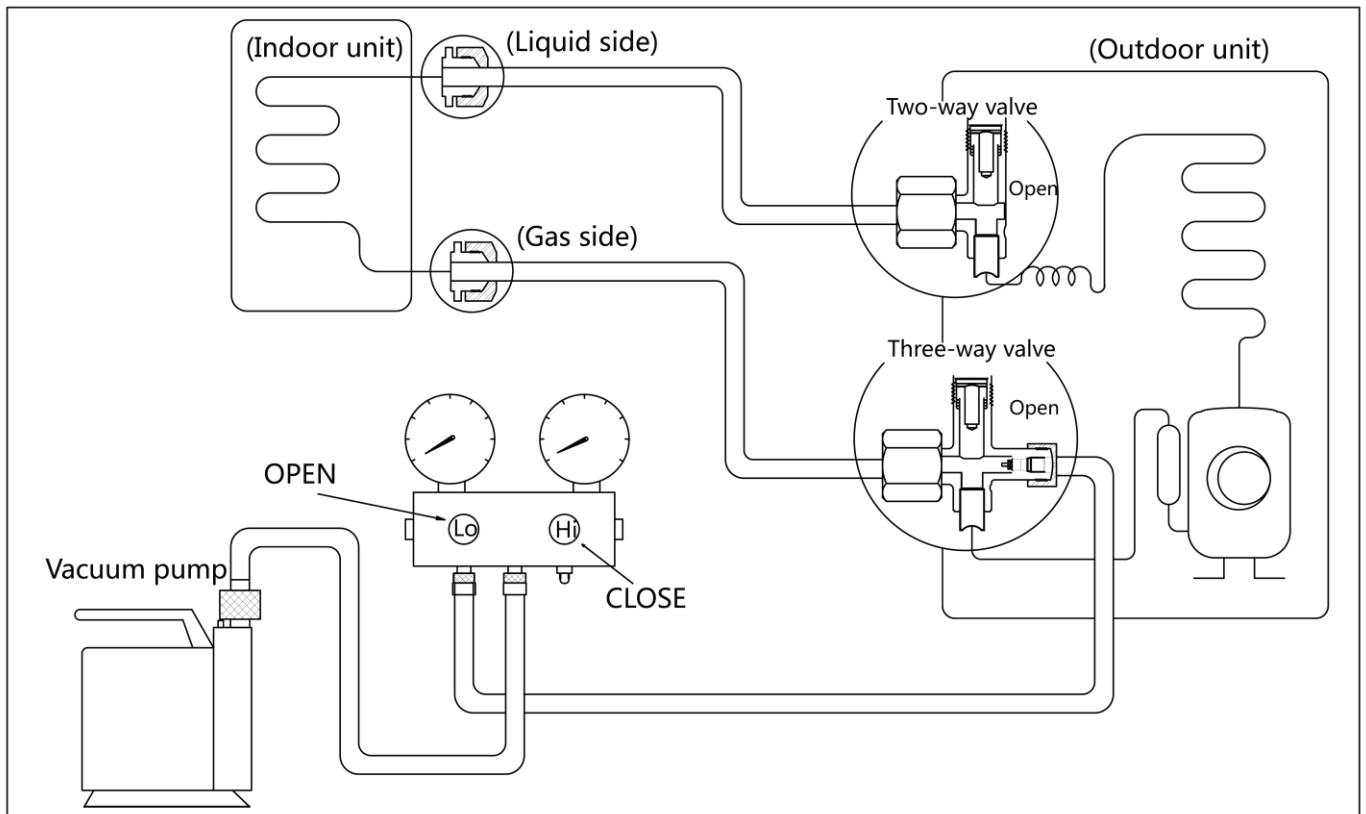 (Indoor unit)
(Liquid side)
(Outdoor unit)
Two-way valve
Open
(Gas side)
Three-way valve
Open
OPEN
Lo
Hi
Vacuum pump
CLOSE